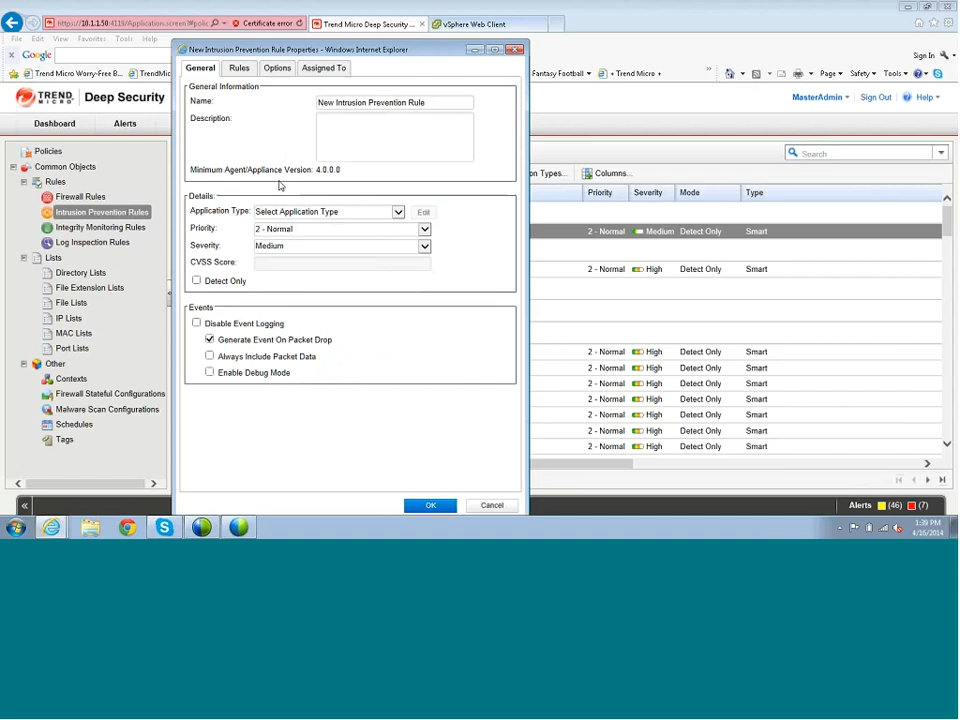 https://10.1.1.50:4119/Application.screen?#polic
Certificate error
Trend Micro Deep Security ...
vSphere Web Client
File Edit View Favorites Tools Help
Google
Sign In
Trend Micro Worry-Free B...
TrendMic
Fantasy Football
+ Trend Micro +
»
Page
Safety
Tools
TREND MICRO
Deep Security
MasterAdmin
Sign Out
Help
Dashboard
Alerts
New Intrusion Prevention Rule Properties - Windows Internet Explorer
General
Rules
Options
Assigned To
General Information
Name:
New Intrusion Prevention Rule
Description:
Minimum Agent/Appliance Version: 4.0.0.0
Details
Application Type:
Select Application Type
Edit
Priority:
2 - Normal
Severity:
Medium
CVSS Score:
Detect Only
Events
Disable Event Logging
Generate Event On Packet Drop
Always Include Packet Data
Enable Debug Mode
OK
Cancel
Policies
Common Objects
Rules
Firewall Rules
Intrusion Prevention Rules
Integrity Monitoring Rules
Log Inspection Rules
Lists
Directory Lists
File Extension Lists
File Lists
IP Lists
MAC Lists
Port Lists
Other
Contexts
Firewall Stateful Configurations
Malware Scan Configurations
Schedules
Tags
Search
on Types...
Columns...
Priority Severity Mode Type
2 - Normal Medium Detect Only Smart
2 - Normal High Detect Only Smart
2 - Normal High Detect Only Smart
2 - Normal High Detect Only Smart
2 - Normal High Detect Only Smart
2 - Normal High Detect Only Smart
2 - Normal High Detect Only Smart
2 - Normal High Detect Only Smart
2 - Normal High Detect Only Smart
«
Alerts (46) (7)
1:39 PM
4/16/2014